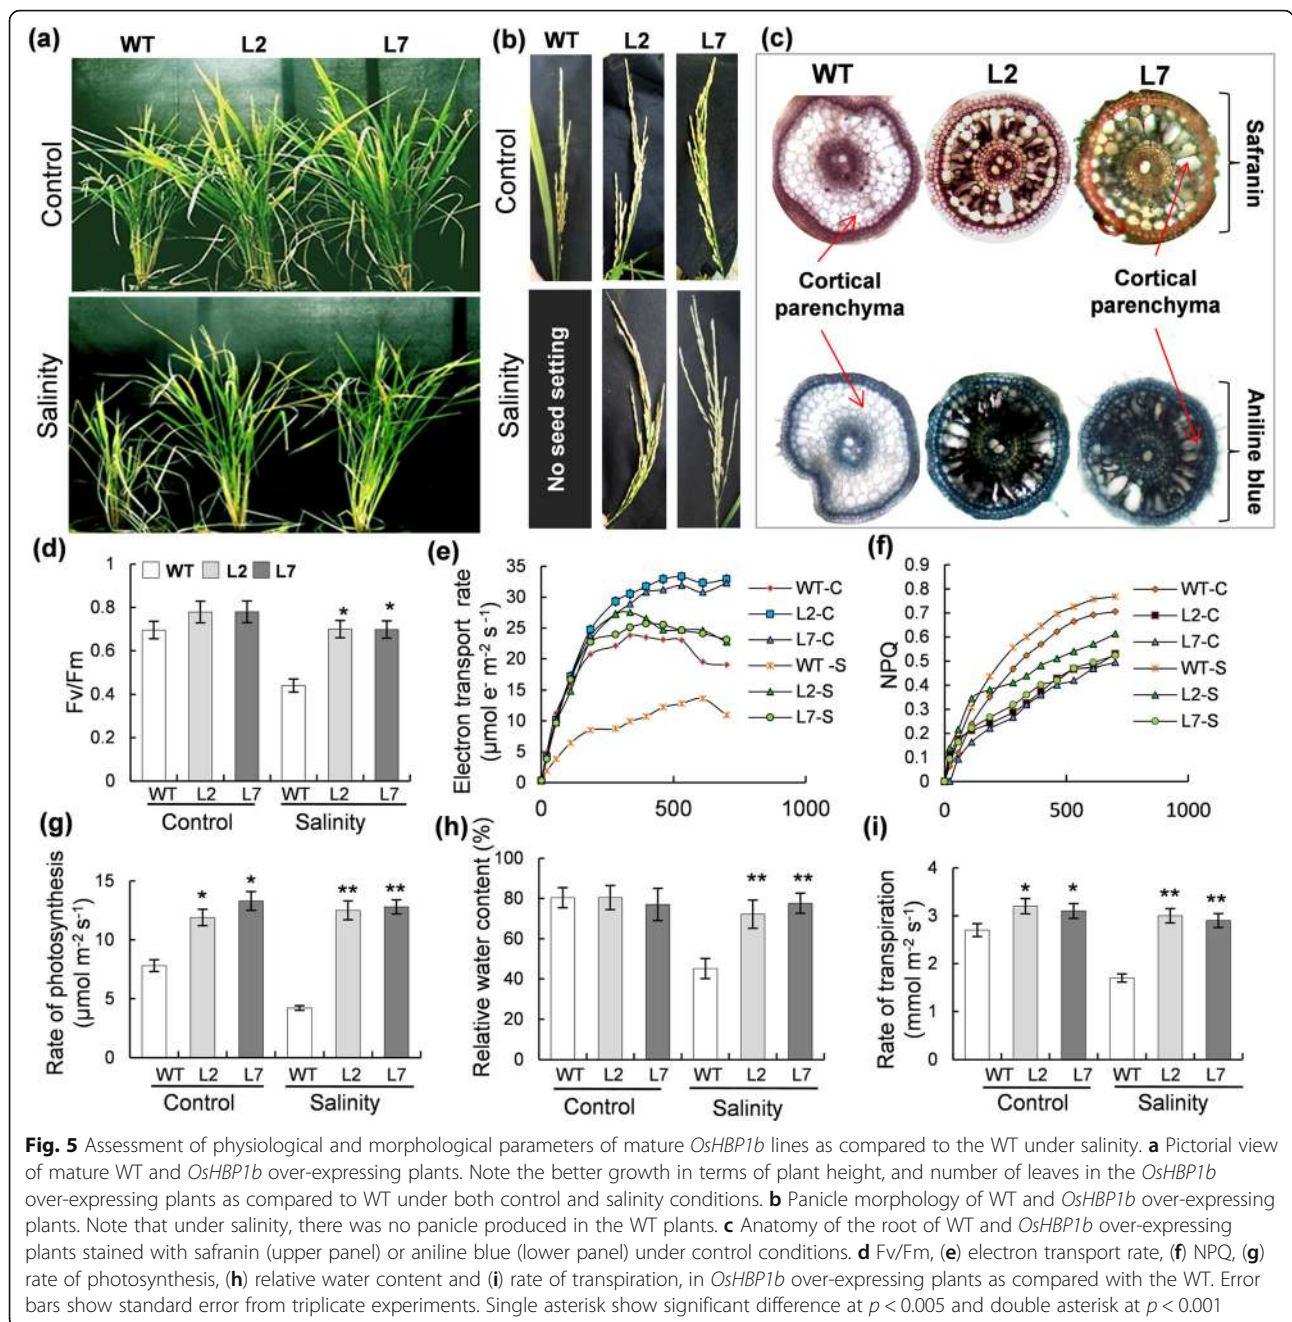 (a)
WT L2 L7
Control
Salinity
(b)
WT L2 L7
No seed setting
Control
Salinity
(c)
WT L2 L7
Safranin
Cortical parenchyma
Cortical parenchyma
Aniline blue
(d)
WT L2 L7
Fv/Fm
1
0.8
0.6
0.4
0.2
0
* *
WT L2 L7 WT L2 L7
Control Salinity
(e)
Electron transport rate
(µmol e⁻ m⁻² s⁻¹)
35
30
25
20
15
10
5
0
0 500 1000
WT-C
L2-C
L7-C
WT -S
L2-S
L7-S
(f)
NPQ
0.9
0.8
0.7
0.6
0.5
0.4
0.3
0.2
0.1
0
0 500 1000
WT-C
L2-C
L7-C
WT-S
L2-S
L7-S
(g)
Rate of photosynthesis
(µmol m⁻² s⁻¹)
15
10
5
0
* * ** **
WT L2 L7 WT L2 L7
Control Salinity
(h)
Relative water content (%)
100
80
60
40
20
0
** **
WT L2 L7 WT L2 L7
Control Salinity
(i)
Rate of transpiration
(mmol m⁻² s⁻¹)
4
3
2
1
0
* * ** **
WT L2 L7 WT L2 L7
Control Salinity
Fig. 5 Assessment of physiological and morphological parameters of mature OsHBP1b lines as compared to the WT under salinity. a Pictorial view
of mature WT and OsHBP1b over-expressing plants. Note the better growth in terms of plant height, and number of leaves in the OsHBP1b
over-expressing plants as compared to WT under both control and salinity conditions. b Panicle morphology of WT and OsHBP1b over-expressing
plants. Note that under salinity, there was no panicle produced in the WT plants. c Anatomy of the root of WT and OsHBP1b over-expressing
plants stained with safranin (upper panel) or aniline blue (lower panel) under control conditions. d Fv/Fm, (e) electron transport rate, (f) NPQ, (g)
rate of photosynthesis, (h) relative water content and (i) rate of transpiration, in OsHBP1b over-expressing plants as compared with the WT. Error
bars show standard error from triplicate experiments. Single asterisk show significant difference at p < 0.005 and double asterisk at p < 0.001